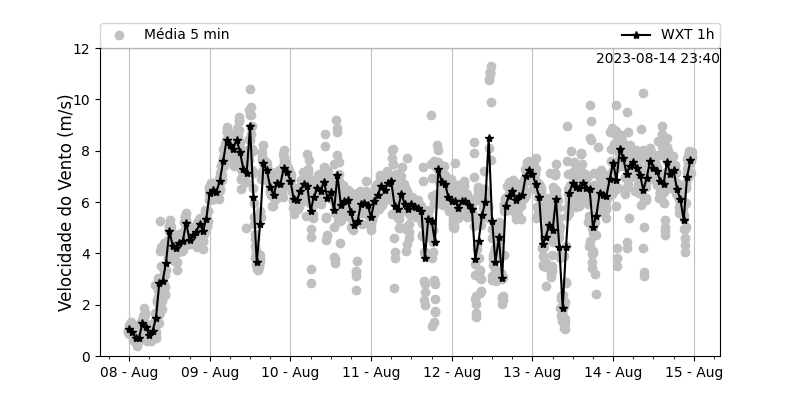 Média 5 min
WXT 1h
2023-08-14 23:40
Velocidade do Vento (m/s)
12
10
8
6
4
2
0
08 - Aug
09 - Aug
10 - Aug
11 - Aug
12 - Aug
13 - Aug
14 - Aug
15 - Aug